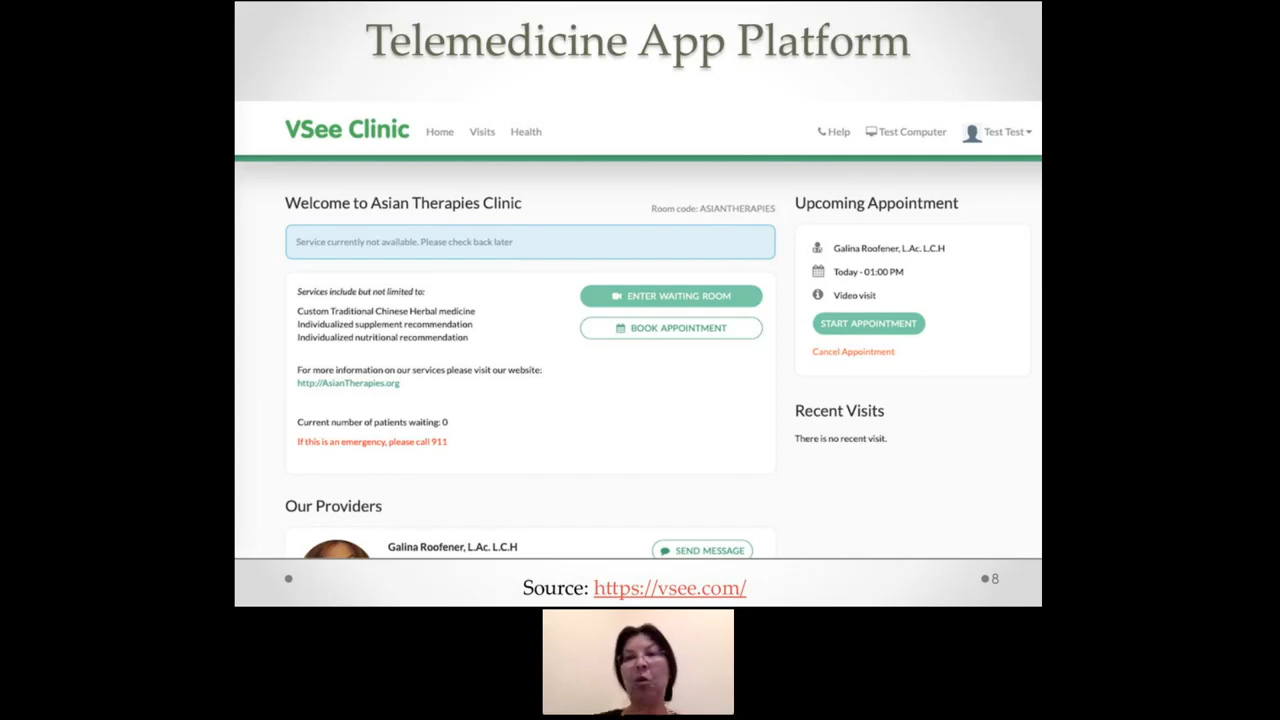 Telemedicine App Platform
VSee Clinic Home Visits Health Help Test Computer Test Test
Welcome to Asian Therapies Clinic
Room code: ASIANTHERAPIES
Service currently not available. Please check back later
Services include but not limited to:
Custom Traditional Chinese Herbal medicine
Individualized supplement recommendation
Individualized nutritional recommendation
For more information on our services please visit our website:
http://AsianTherapies.org
Current number of patients waiting: 0
If this is an emergency, please call 911
ENTER WAITING ROOM
BOOK APPOINTMENT
Upcoming Appointment
Galina Roofener, L.Ac. L.C.H
Today - 01:00 PM
Video visit
START APPOINTMENT
Cancel Appointment
Recent Visits
There is no recent visit.
Our Providers
Galina Roofener, L.Ac. L.C.H
SEND MESSAGE
Source: https://vsee.com/
8